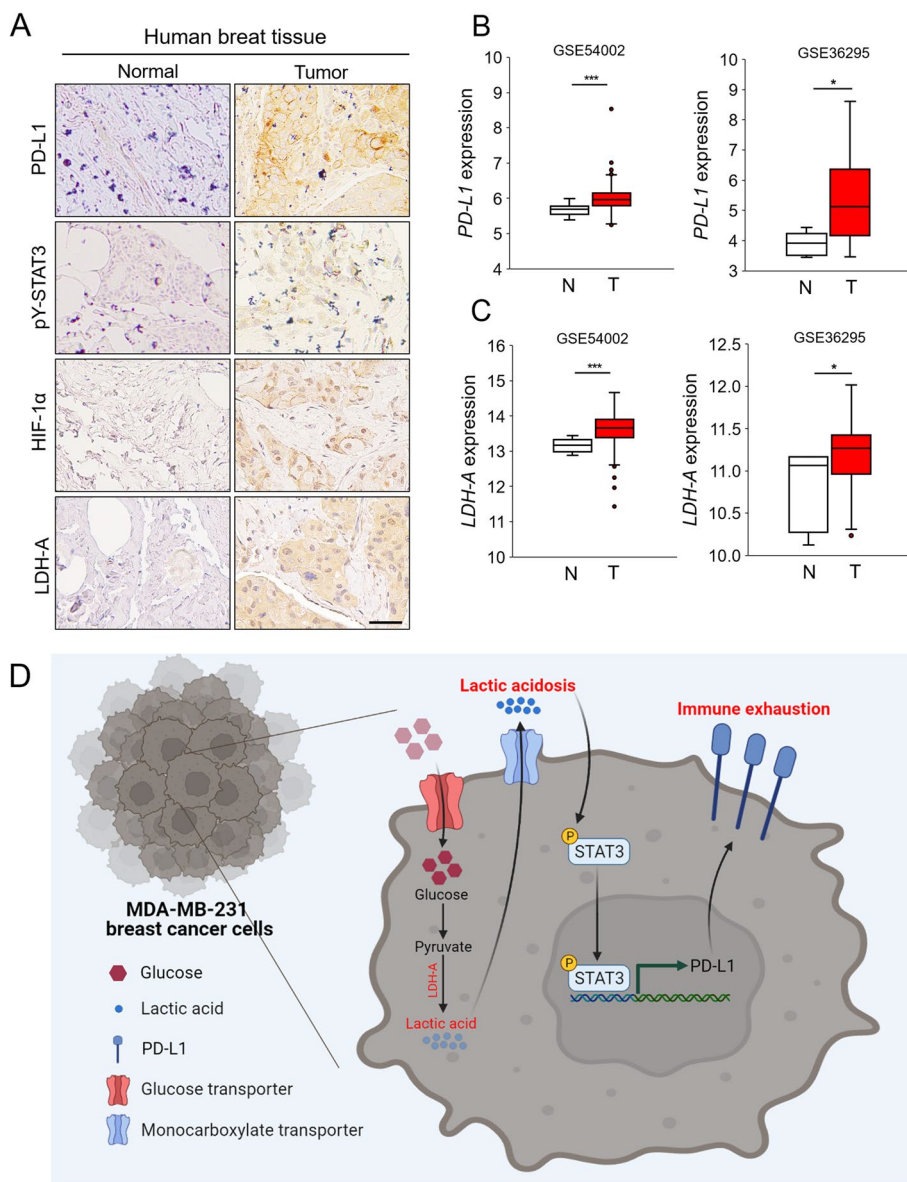 A
Human breat tissue
Normal
Tumor
PD-L1
pY-STAT3
HIF-1α
LDH-A
B
GSE54002
***
PD-L1 expression
10
9
8
7
6
5
4
N
T
GSE36295
*
PD-L1 expression
10
9
8
7
6
5
4
3
N
T
C
GSE54002
***
LDH-A expression
16
15
14
13
12
11
10
N
T
GSE36295
*
LDH-A expression
12.5
12.0
11.5
11.0
10.5
10.0
N
T
D
MDA-MB-231
breast cancer cells
Glucose
Lactic acid
PD-L1
Glucose transporter
Monocarboxylate transporter
Lactic acidosis
Immune exhaustion
Glucose
Pyruvate
LDH-A
Lactic acid
P
STAT3
P
STAT3
PD-L1